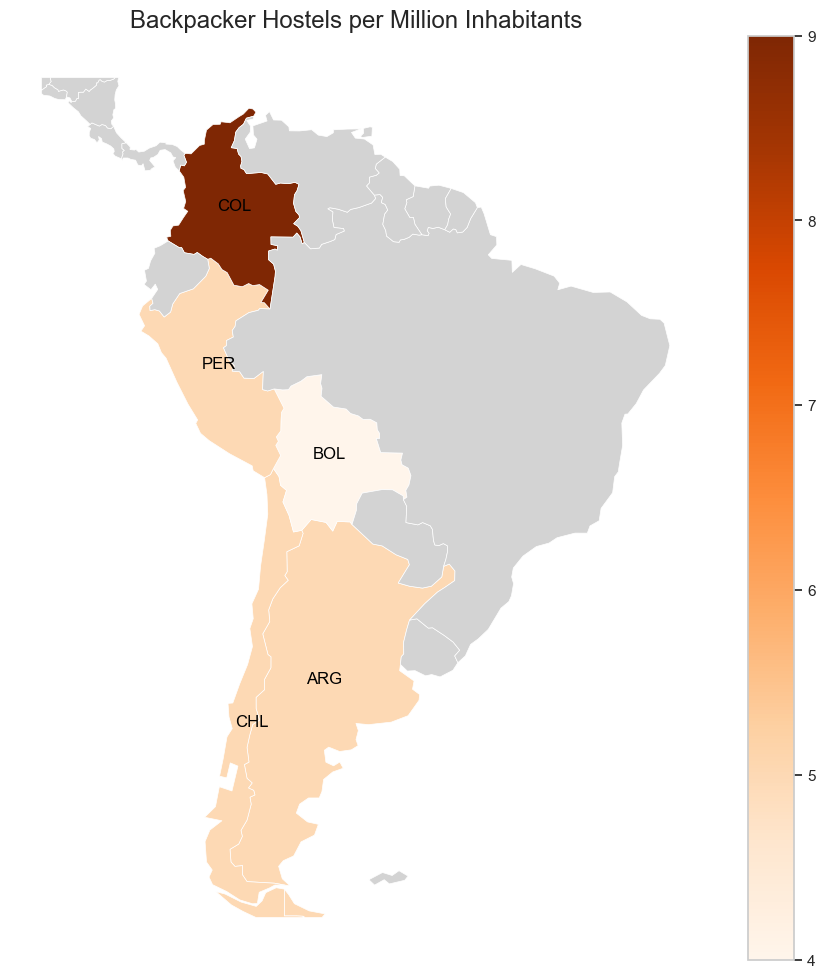 Backpacker Hostels per Million Inhabitants
9
COL
8
PER
7
BOL
6
ARG
CHL
5
4